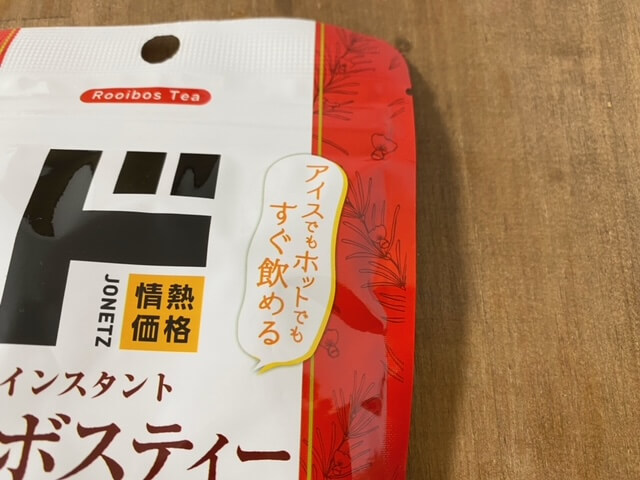 Rooibos Tea
ド
JONETZ
情熱
価格
アイスでもホットでも
すぐ飲める
インスタント
ボスティー